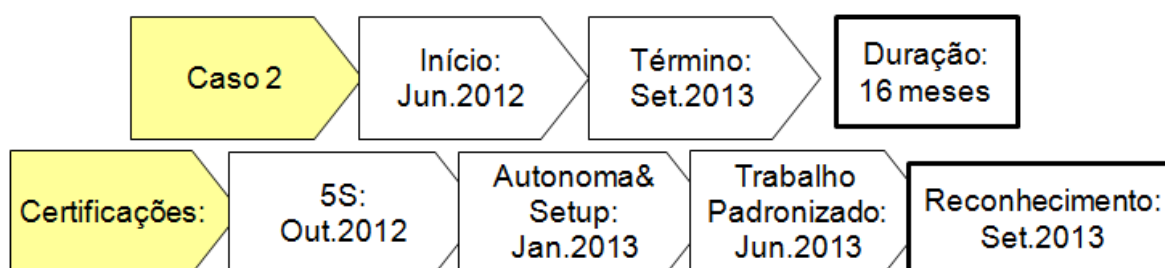 Caso 2
Início:
Jun.2012
Término:
Set.2013
Duração:
16 meses
Certificações:
5S:
Out.2012
Autonoma&
Setup:
Jan.2013
Trabalho
Padronizado:
Jun.2013
Reconhecimento:
Set.2013